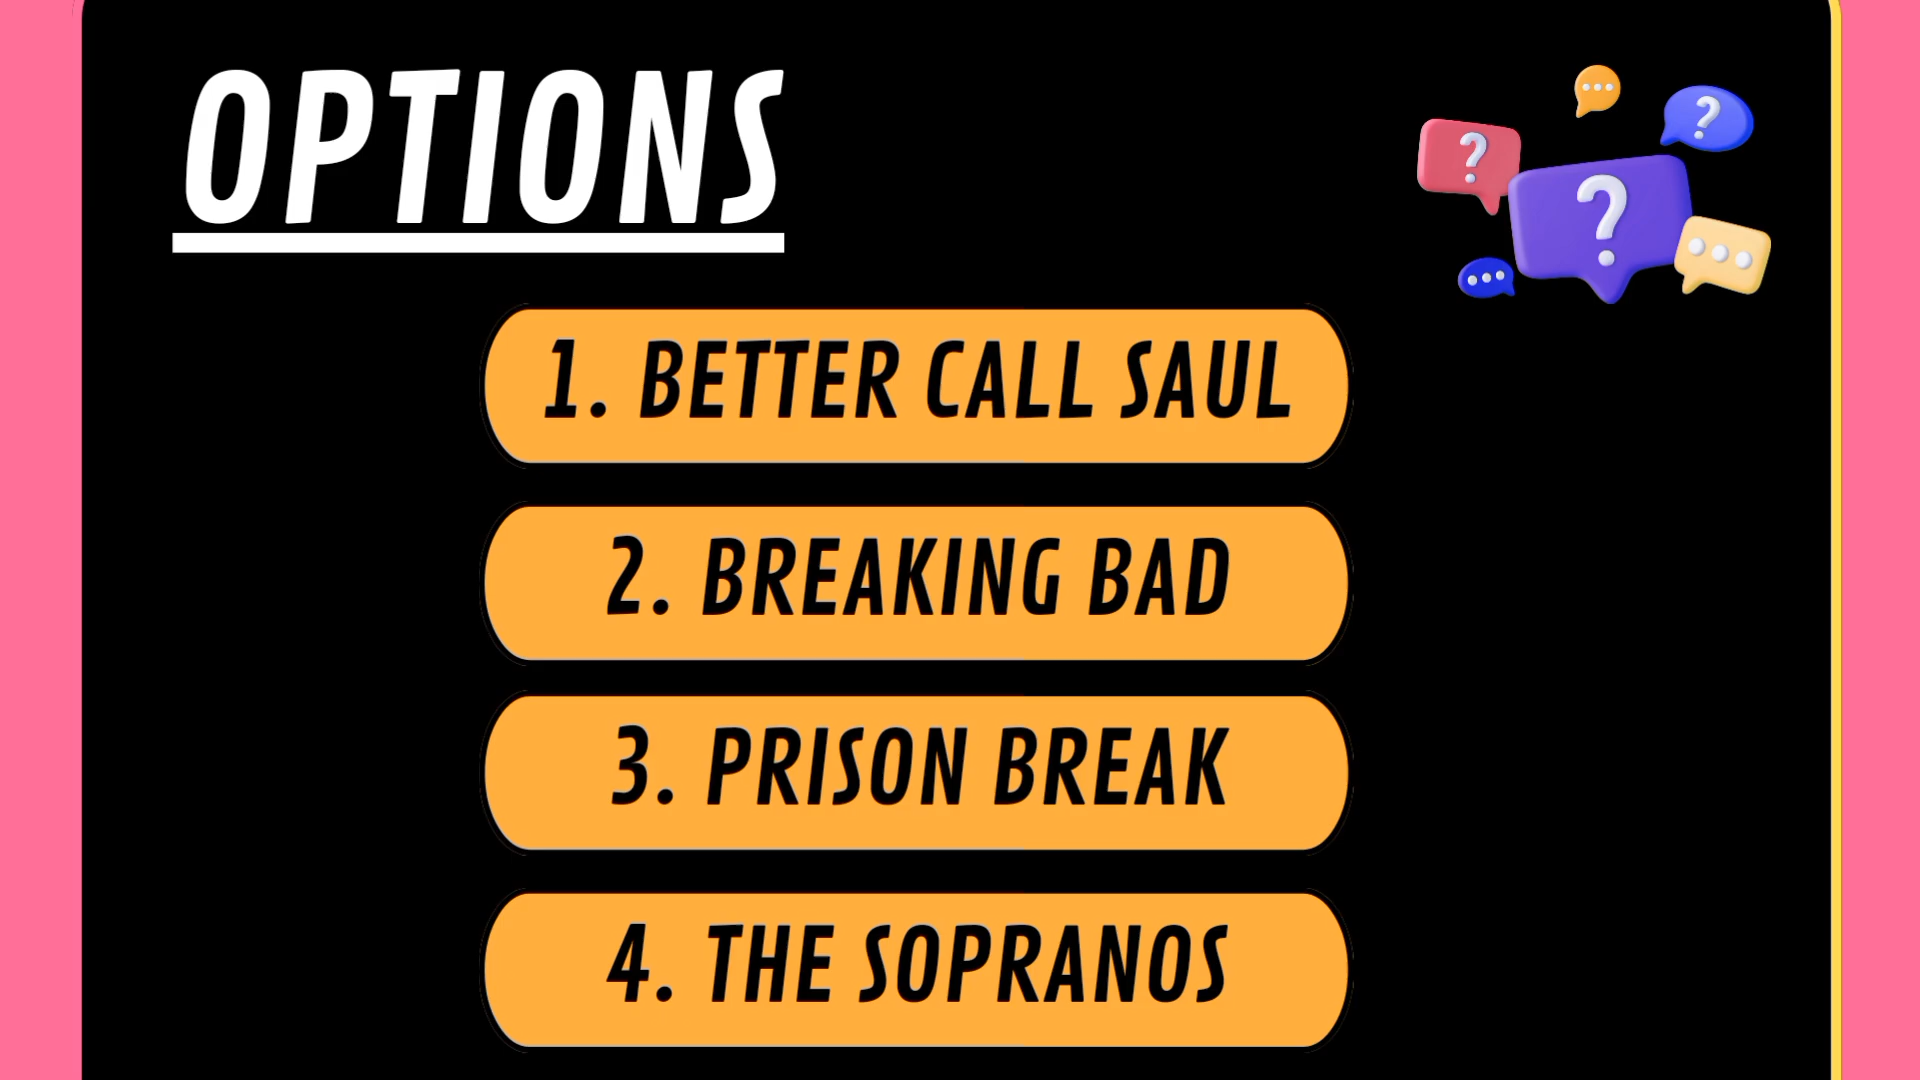 OPTIONS
1. BETTER CALL SAUL
2. BREAKING BAD
3. PRISON BREAK
4. THE SOPRANOS